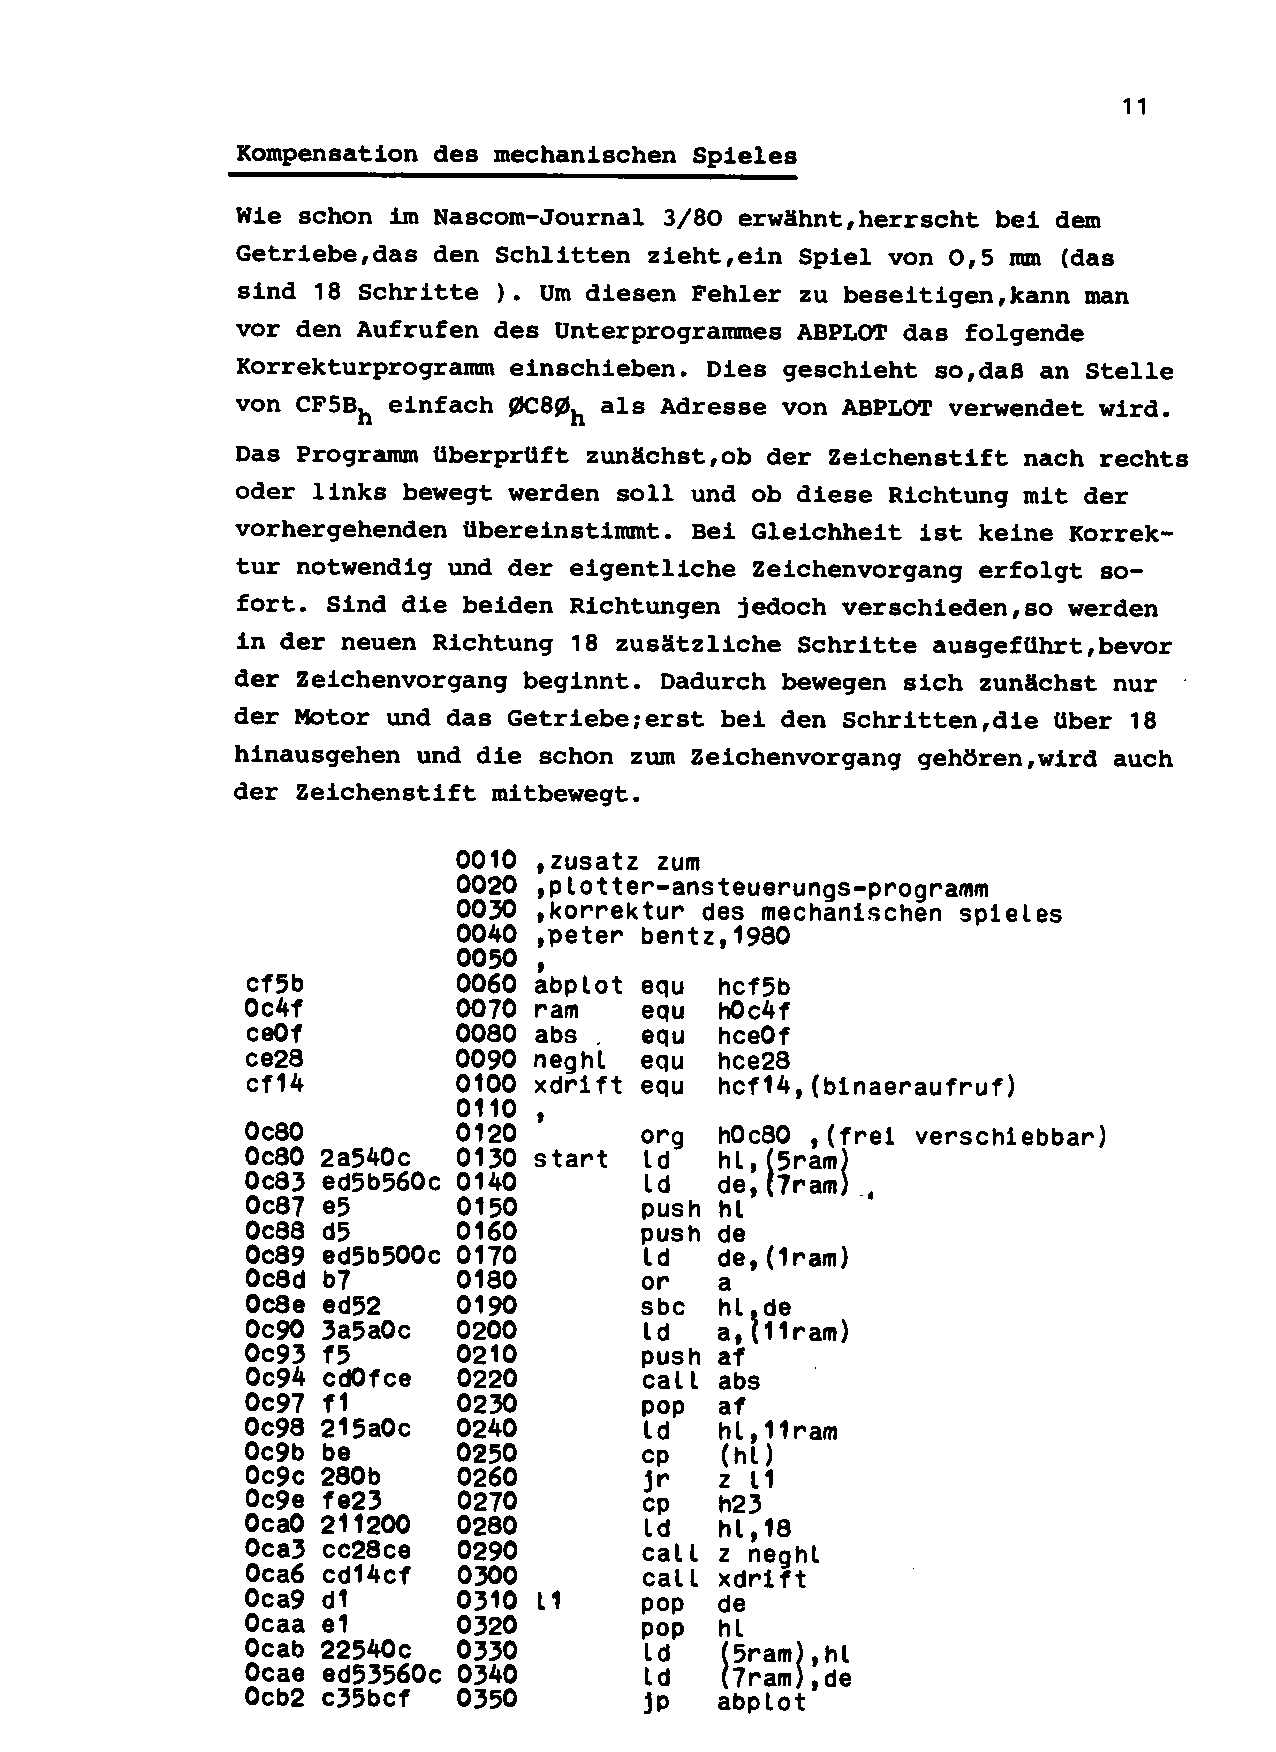 11
Kompensation des mechanischen Spieles
Wie schon im Nascom-Journal 3/80 erwähnt,herrscht bei dem
Getriebe,das den Schlitten zieht,ein Spiel von 0,5 mm (das
sind 18 Schritte ). Um diesen Fehler zu beseitigen,kann man
vor den Aufrufen des Unterprogrammes ABPLOT das folgende
Korrekturprogramm einschieben. Dies geschieht so,daß an Stelle
von CF5Bh einfach ØC8Øh als Adresse von ABPLOT verwendet wird.
Das Programm überprüft zunächst,ob der Zeichenstift nach rechts
oder links bewegt werden soll und ob diese Richtung mit der
vorhergehenden übereinstimmt. Bei Gleichheit ist keine Korrek-
tur notwendig und der eigentliche Zeichenvorgang erfolgt so-
fort. Sind die beiden Richtungen jedoch verschieden,so werden
in der neuen Richtung 18 zusätzliche Schritte ausgeführt,bevor
der Zeichenvorgang beginnt. Dadurch bewegen sich zunächst nur
der Motor und das Getriebe;erst bei den Schritten,die über 18
hinausgehen und die schon zum Zeichenvorgang gehören,wird auch
der Zeichenstift mitbewegt.
0010 ,zusatz zum
0020 ,plotter-ansteuerungs-programm
0030 ,korrektur des mechanischen spieles
0040 ,peter bentz,1980
0050 ,
cf5b 0060 abplot equ hcf5b
0c4f 0070 ram equ h0c4f
ce0f 0080 abs equ hce0f
ce28 0090 neghl equ hce28
cf14 0100 xdrift equ hcf14,(binaeraufruf)
0110 ,
0c80 0120 org h0c80 ,(frei verschiebbar)
0c80 2a540c 0130 start ld hl,(5ram)
0c83 ed5b560c 0140 ld de,(7ram)
0c87 e5 0150 push hl
0c88 d5 0160 push de
0c89 ed5b500c 0170 ld de,(1ram)
0c8d b7 0180 or a
0c8e ed52 0190 sbc hl,de
0c90 3a5a0c 0200 ld a,(11ram)
0c93 f5 0210 push af
0c94 cd0fce 0220 call abs
0c97 f1 0230 pop af
0c98 215a0c 0240 ld hl,11ram
0c9b be 0250 cp (hl)
0c9c 280b 0260 jr z l1
0c9e fe23 0270 cp h23
0ca0 211200 0280 ld hl,18
0ca3 cc28ce 0290 call z neghl
0ca6 cd14cf 0300 call xdrift
0ca9 d1 0310 l1 pop de
0caa e1 0320 pop hl
0cab 22540c 0330 ld (5ram),hl
0cae ed53560c 0340 ld (7ram),de
0cb2 c35bcf 0350 jp abplot